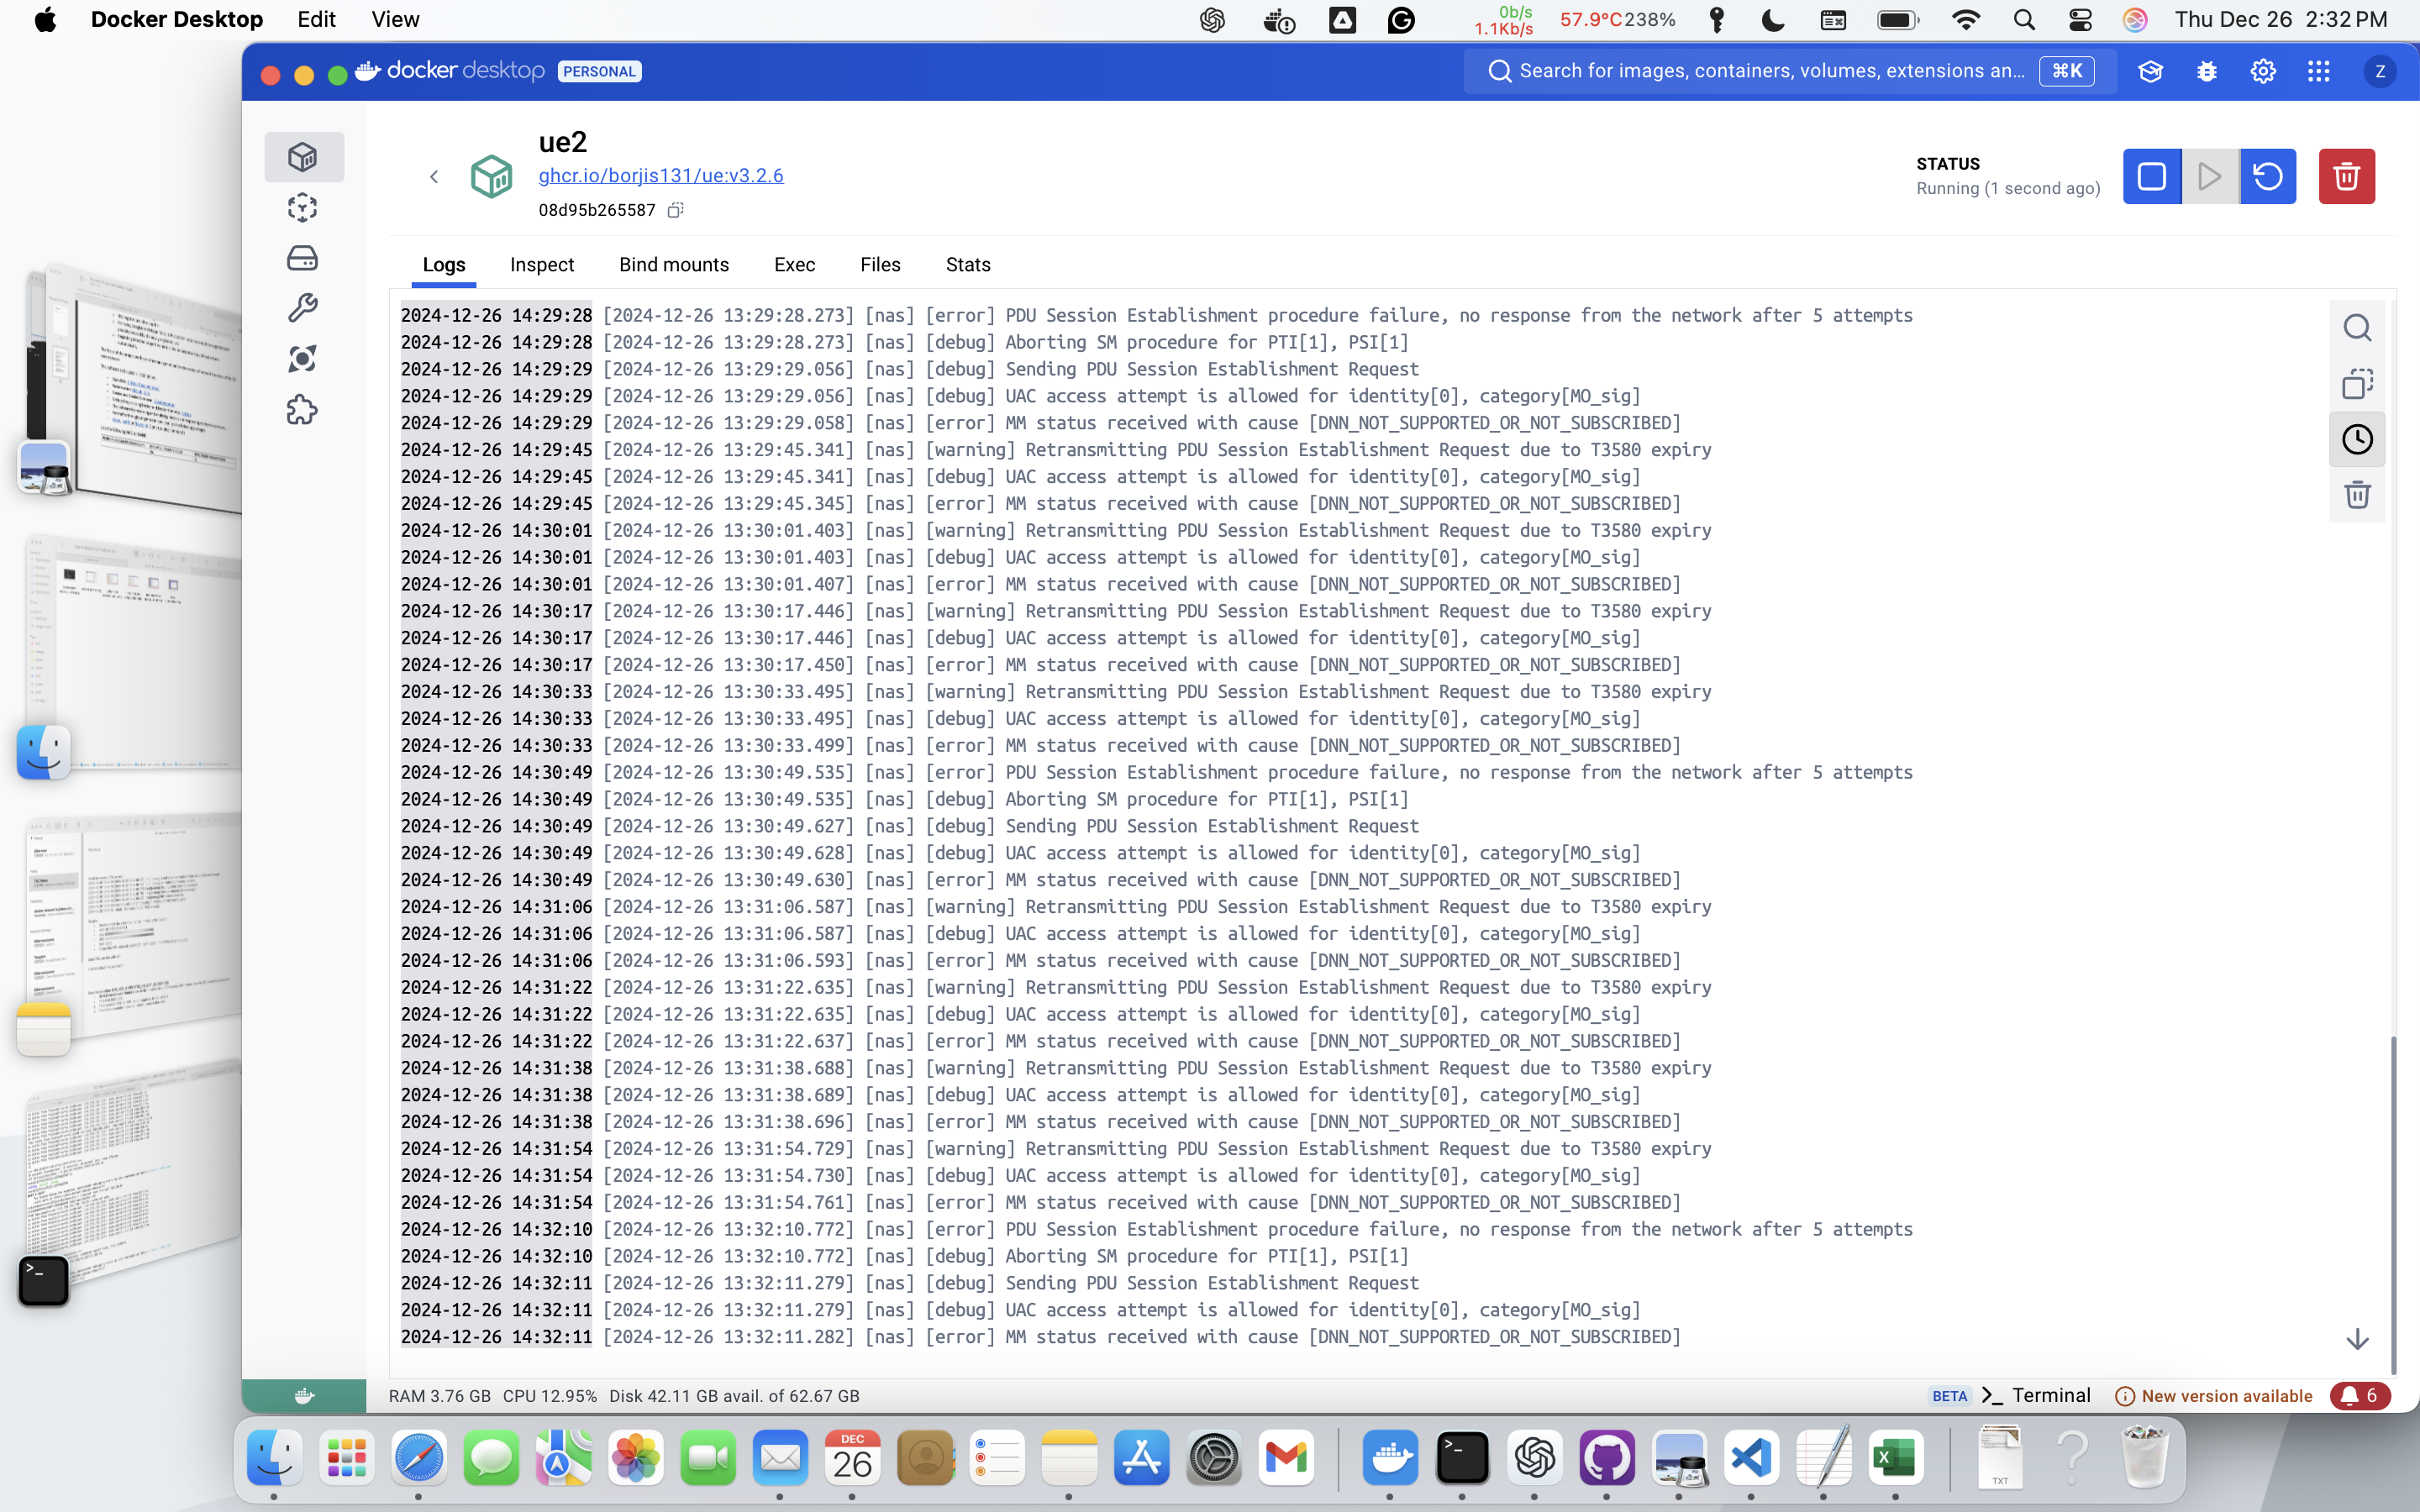 Docker Desktop Edit View
0b/s
1.1Kb/s
57.9°C 238%
Thu Dec 26 2:32 PM
docker desktop PERSONAL
Search for images, containers, volumes, extensions an... ⌘K
Z
ue2
ghcr.io/borjis131/ue:v3.2.6
08d95b265587
STATUS
Running (1 second ago)
Logs Inspect Bind mounts Exec Files Stats
2024-12-26 14:29:28 [2024-12-26 13:29:28.273] [nas] [error] PDU Session Establishment procedure failure, no response from the network after 5 attempts
2024-12-26 14:29:28 [2024-12-26 13:29:28.273] [nas] [debug] Aborting SM procedure for PTI[1], PSI[1]
2024-12-26 14:29:29 [2024-12-26 13:29:29.056] [nas] [debug] Sending PDU Session Establishment Request
2024-12-26 14:29:29 [2024-12-26 13:29:29.056] [nas] [debug] UAC access attempt is allowed for identity[0], category[MO_sig]
2024-12-26 14:29:29 [2024-12-26 13:29:29.058] [nas] [error] MM status received with cause [DNN_NOT_SUPPORTED_OR_NOT_SUBSCRIBED]
2024-12-26 14:29:45 [2024-12-26 13:29:45.341] [nas] [warning] Retransmitting PDU Session Establishment Request due to T3580 expiry
2024-12-26 14:29:45 [2024-12-26 13:29:45.341] [nas] [debug] UAC access attempt is allowed for identity[0], category[MO_sig]
2024-12-26 14:29:45 [2024-12-26 13:29:45.345] [nas] [error] MM status received with cause [DNN_NOT_SUPPORTED_OR_NOT_SUBSCRIBED]
2024-12-26 14:30:01 [2024-12-26 13:30:01.403] [nas] [warning] Retransmitting PDU Session Establishment Request due to T3580 expiry
2024-12-26 14:30:01 [2024-12-26 13:30:01.403] [nas] [debug] UAC access attempt is allowed for identity[0], category[MO_sig]
2024-12-26 14:30:01 [2024-12-26 13:30:01.407] [nas] [error] MM status received with cause [DNN_NOT_SUPPORTED_OR_NOT_SUBSCRIBED]
2024-12-26 14:30:17 [2024-12-26 13:30:17.446] [nas] [warning] Retransmitting PDU Session Establishment Request due to T3580 expiry
2024-12-26 14:30:17 [2024-12-26 13:30:17.446] [nas] [debug] UAC access attempt is allowed for identity[0], category[MO_sig]
2024-12-26 14:30:17 [2024-12-26 13:30:17.450] [nas] [error] MM status received with cause [DNN_NOT_SUPPORTED_OR_NOT_SUBSCRIBED]
2024-12-26 14:30:33 [2024-12-26 13:30:33.495] [nas] [warning] Retransmitting PDU Session Establishment Request due to T3580 expiry
2024-12-26 14:30:33 [2024-12-26 13:30:33.495] [nas] [debug] UAC access attempt is allowed for identity[0], category[MO_sig]
2024-12-26 14:30:33 [2024-12-26 13:30:33.499] [nas] [error] MM status received with cause [DNN_NOT_SUPPORTED_OR_NOT_SUBSCRIBED]
2024-12-26 14:30:49 [2024-12-26 13:30:49.535] [nas] [error] PDU Session Establishment procedure failure, no response from the network after 5 attempts
2024-12-26 14:30:49 [2024-12-26 13:30:49.535] [nas] [debug] Aborting SM procedure for PTI[1], PSI[1]
2024-12-26 14:30:49 [2024-12-26 13:30:49.627] [nas] [debug] Sending PDU Session Establishment Request
2024-12-26 14:30:49 [2024-12-26 13:30:49.628] [nas] [debug] UAC access attempt is allowed for identity[0], category[MO_sig]
2024-12-26 14:30:49 [2024-12-26 13:30:49.630] [nas] [error] MM status received with cause [DNN_NOT_SUPPORTED_OR_NOT_SUBSCRIBED]
2024-12-26 14:31:06 [2024-12-26 13:31:06.587] [nas] [warning] Retransmitting PDU Session Establishment Request due to T3580 expiry
2024-12-26 14:31:06 [2024-12-26 13:31:06.587] [nas] [debug] UAC access attempt is allowed for identity[0], category[MO_sig]
2024-12-26 14:31:06 [2024-12-26 13:31:06.593] [nas] [error] MM status received with cause [DNN_NOT_SUPPORTED_OR_NOT_SUBSCRIBED]
2024-12-26 14:31:22 [2024-12-26 13:31:22.635] [nas] [warning] Retransmitting PDU Session Establishment Request due to T3580 expiry
2024-12-26 14:31:22 [2024-12-26 13:31:22.635] [nas] [debug] UAC access attempt is allowed for identity[0], category[MO_sig]
2024-12-26 14:31:22 [2024-12-26 13:31:22.637] [nas] [error] MM status received with cause [DNN_NOT_SUPPORTED_OR_NOT_SUBSCRIBED]
2024-12-26 14:31:38 [2024-12-26 13:31:38.688] [nas] [warning] Retransmitting PDU Session Establishment Request due to T3580 expiry
2024-12-26 14:31:38 [2024-12-26 13:31:38.689] [nas] [debug] UAC access attempt is allowed for identity[0], category[MO_sig]
2024-12-26 14:31:38 [2024-12-26 13:31:38.696] [nas] [error] MM status received with cause [DNN_NOT_SUPPORTED_OR_NOT_SUBSCRIBED]
2024-12-26 14:31:54 [2024-12-26 13:31:54.729] [nas] [warning] Retransmitting PDU Session Establishment Request due to T3580 expiry
2024-12-26 14:31:54 [2024-12-26 13:31:54.730] [nas] [debug] UAC access attempt is allowed for identity[0], category[MO_sig]
2024-12-26 14:31:54 [2024-12-26 13:31:54.761] [nas] [error] MM status received with cause [DNN_NOT_SUPPORTED_OR_NOT_SUBSCRIBED]
2024-12-26 14:32:10 [2024-12-26 13:32:10.772] [nas] [error] PDU Session Establishment procedure failure, no response from the network after 5 attempts
2024-12-26 14:32:10 [2024-12-26 13:32:10.772] [nas] [debug] Aborting SM procedure for PTI[1], PSI[1]
2024-12-26 14:32:11 [2024-12-26 13:32:11.279] [nas] [debug] Sending PDU Session Establishment Request
2024-12-26 14:32:11 [2024-12-26 13:32:11.279] [nas] [debug] UAC access attempt is allowed for identity[0], category[MO_sig]
2024-12-26 14:32:11 [2024-12-26 13:32:11.282] [nas] [error] MM status received with cause [DNN_NOT_SUPPORTED_OR_NOT_SUBSCRIBED]
RAM 3.76 GB CPU 12.95% Disk 42.11 GB avail. of 62.67 GB
BETA >_ Terminal New version available 6
DEC
26
TXT